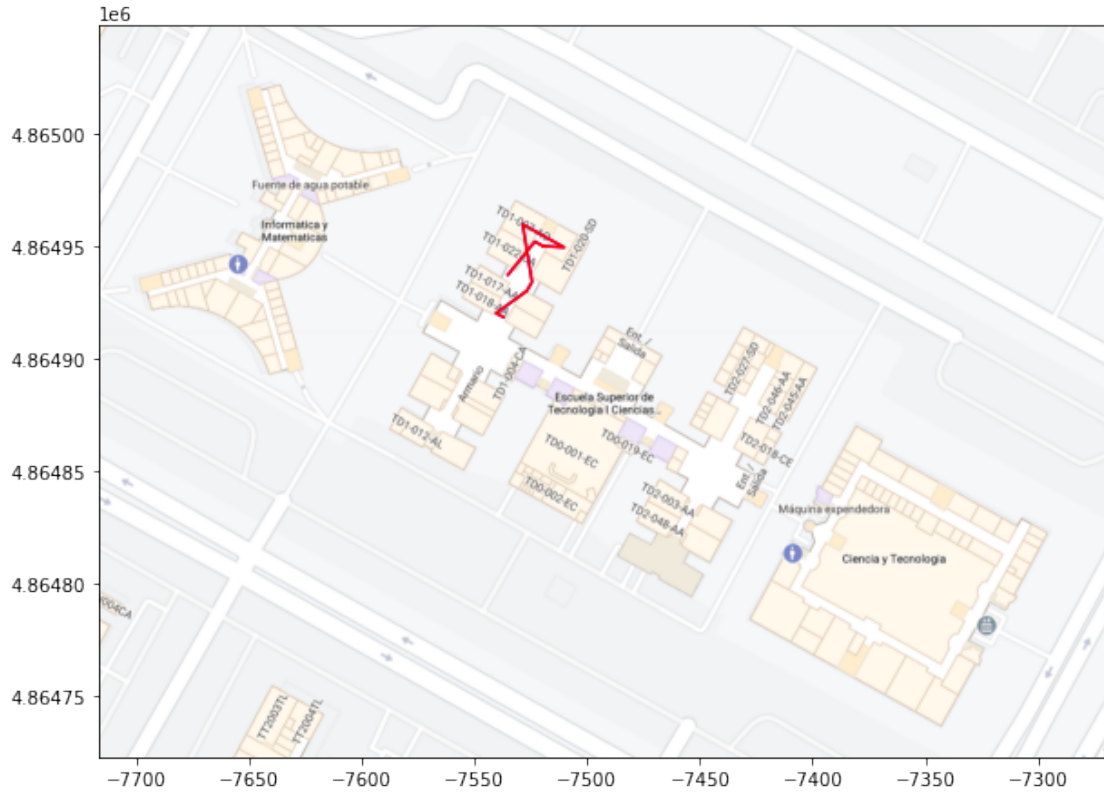 1e6
4.86500
4.86495
4.86490
4.86485
4.86480
4.86475
Fuente de agua potable
Informatica y
Matematicas
TD1-020-SD
TD1-017-AA
TD1-018-AA
TD1-004-CA
Armario
TD1-012-AL
Ent. /
Salida
Escuela Superior de
Tecnologia I Ciencias...
TD0-019-EC
TD0-001-EC
TD0-002-EC
TD2-027-SD
TD2-046-AA
TD2-045-AA
TD2-018-CE
Ent. /
Salida
TD2-003-AA
TD2-048-AA
Máquina expendedora
Ciencia y Tecnologia
004CA
TT2003TL
TT2004TL
−7700 −7650 −7600 −7550 −7500 −7450 −7400 −7350 −7300